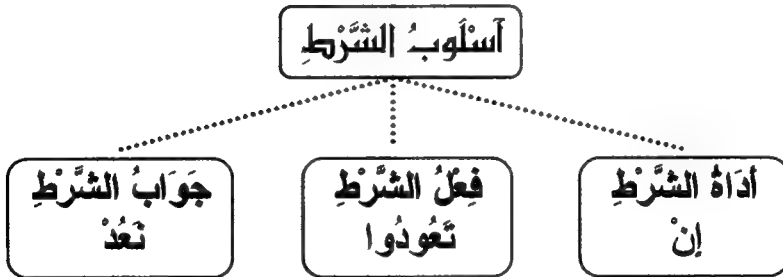 أَسْلُوبُ الشَّرْطِ
أَدَاةُ الشَّرْطِ
إِنْ
فِعْلُ الشَّرْطِ
تَعُودُوا
جَوَابُ الشَّرْطِ
نَعُدْ